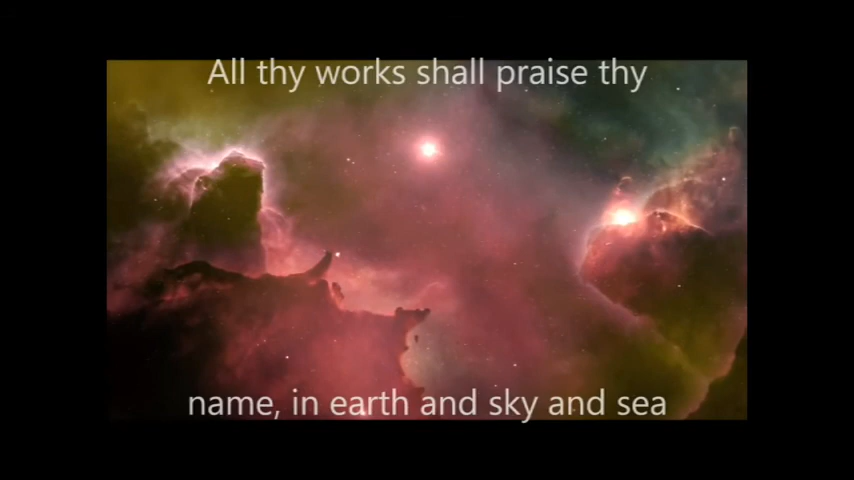 All thy works shall praise thy
name, in earth and sky and sea